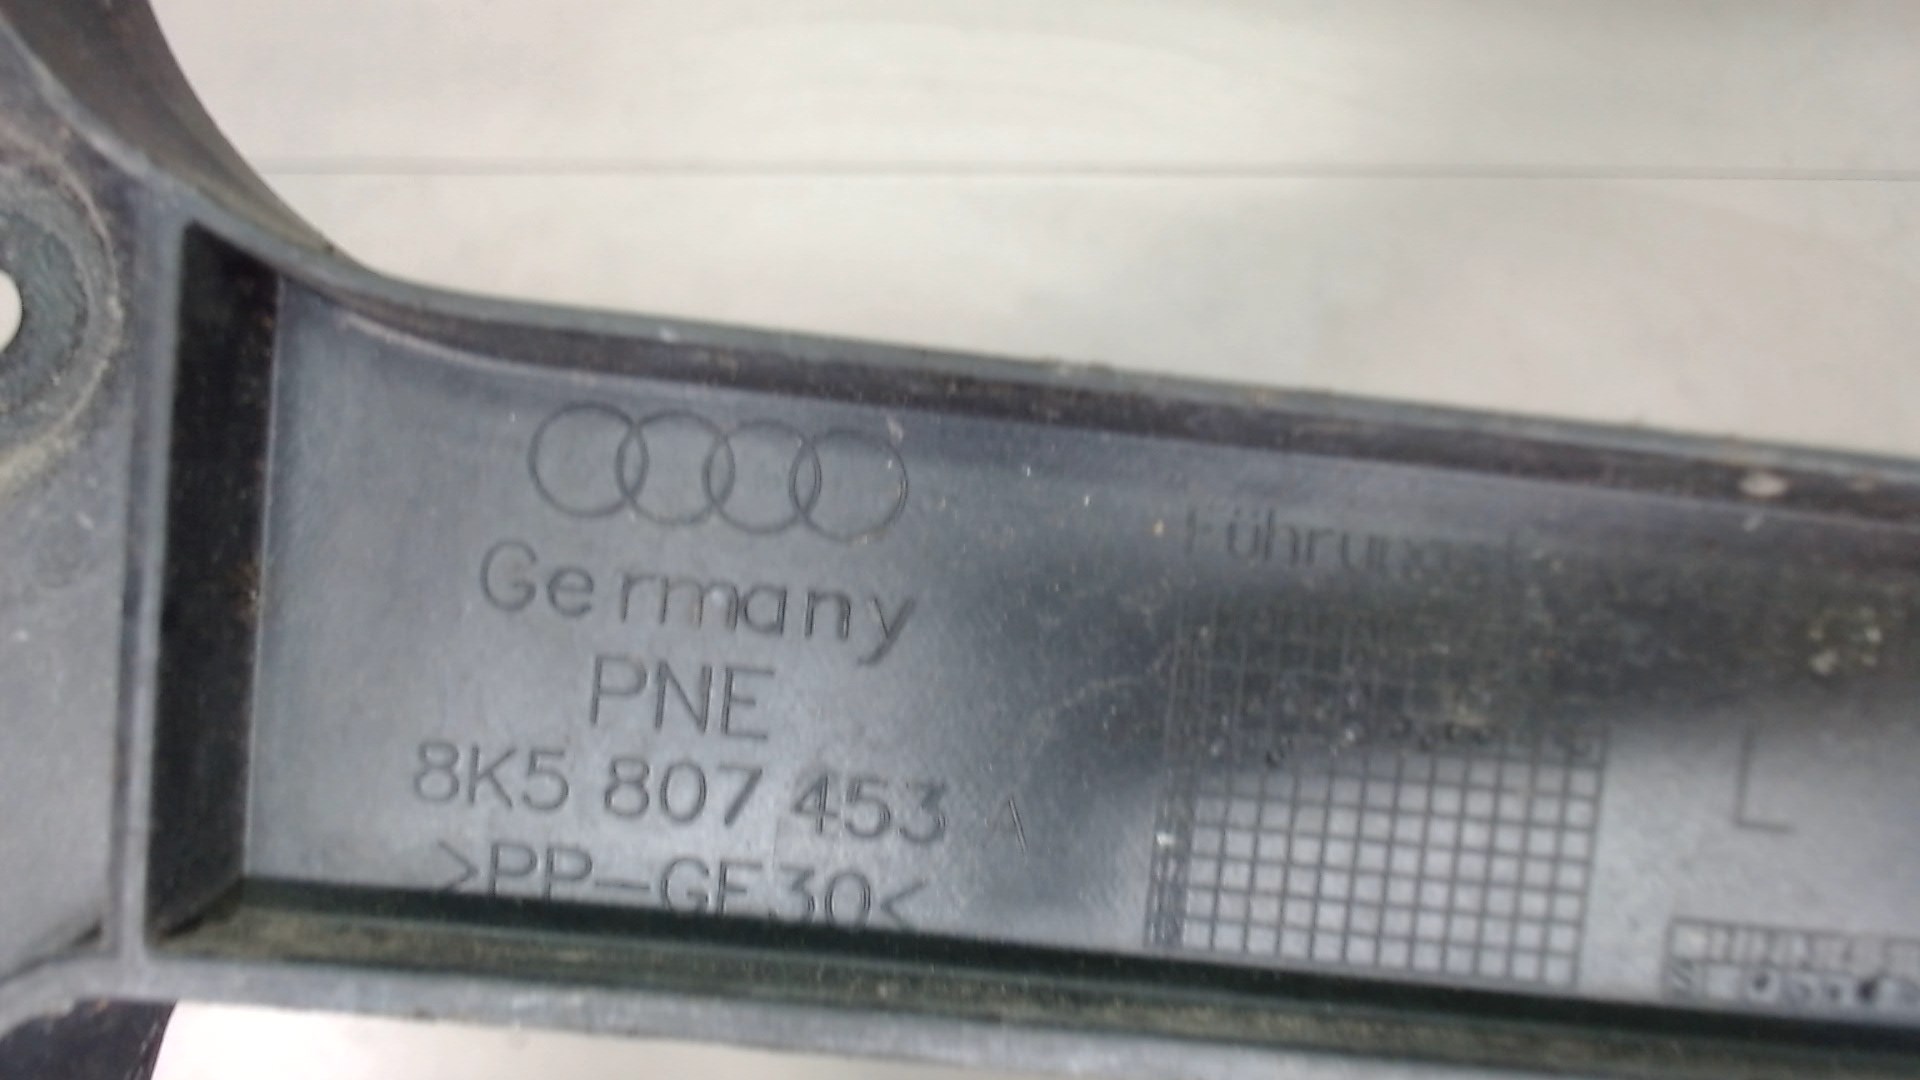 Germany
PNE
8K5 807 453 A
>PP-GF30<
L